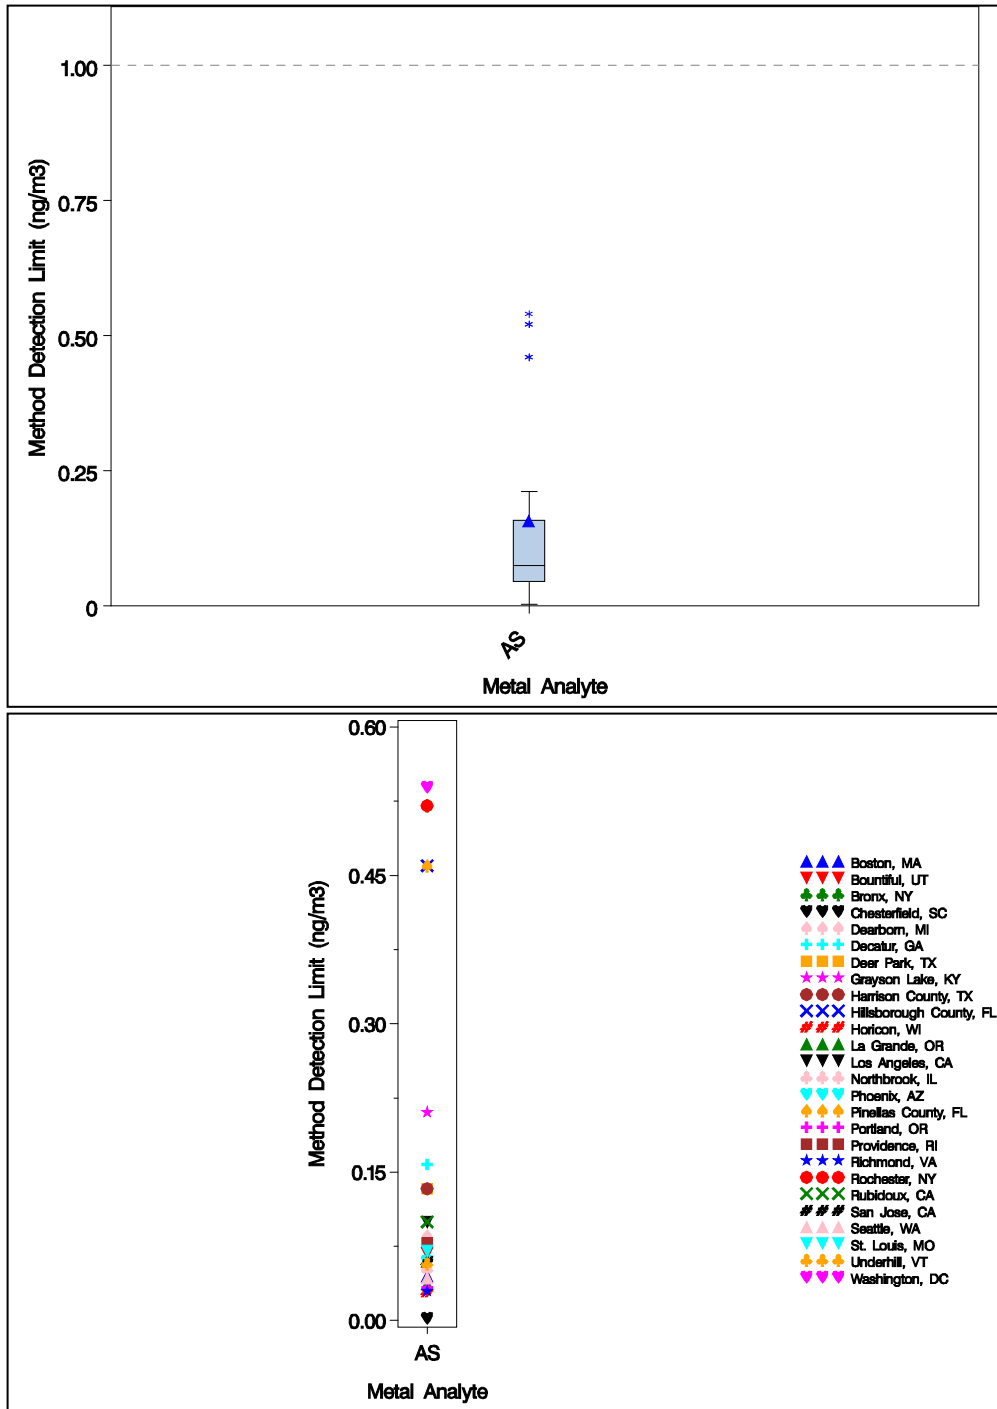 1.00
0.75
0.50
0.25
0
Method Detection Limit (ng/m3)
AS
Metal Analyte
0.60
0.45
0.30
0.15
0.00
Method Detection Limit (ng/m3)
AS
Metal Analyte
Boston, MA
Bountiful, UT
Bronx, NY
Chesterfield, SC
Dearborn, MI
Decatur, GA
Deer Park, TX
Grayson Lake, KY
Harrison County, TX
Hillsborough County, FL
Horicon, WI
La Grande, OR
Los Angeles, CA
Northbrook, IL
Phoenix, AZ
Pinellas County, FL
Portland, OR
Providence, RI
Richmond, VA
Rochester, NY
Rubidoux, CA
San Jose, CA
Seattle, WA
St. Louis, MO
Underhill, VT
Washington, DC